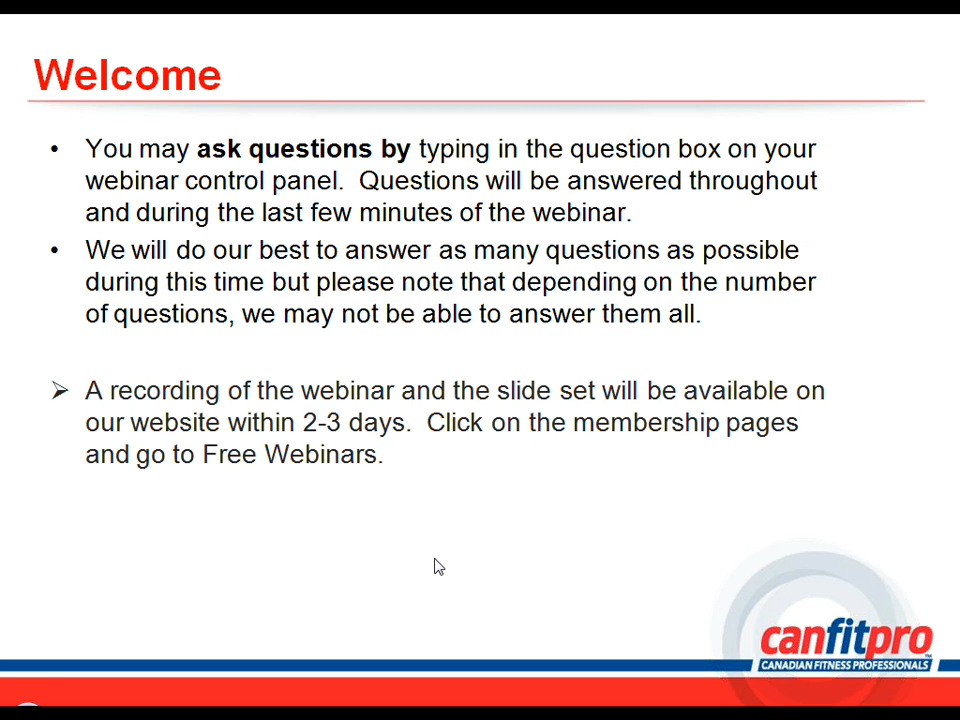 Welcome
• You may ask questions by typing in the question box on your
webinar control panel.  Questions will be answered throughout
and during the last few minutes of the webinar.
• We will do our best to answer as many questions as possible
during this time but please note that depending on the number
of questions, we may not be able to answer them all.
➢ A recording of the webinar and the slide set will be available on
our website within 2-3 days.  Click on the membership pages
and go to Free Webinars.
canfitpro™
CANADIAN FITNESS PROFESSIONALS